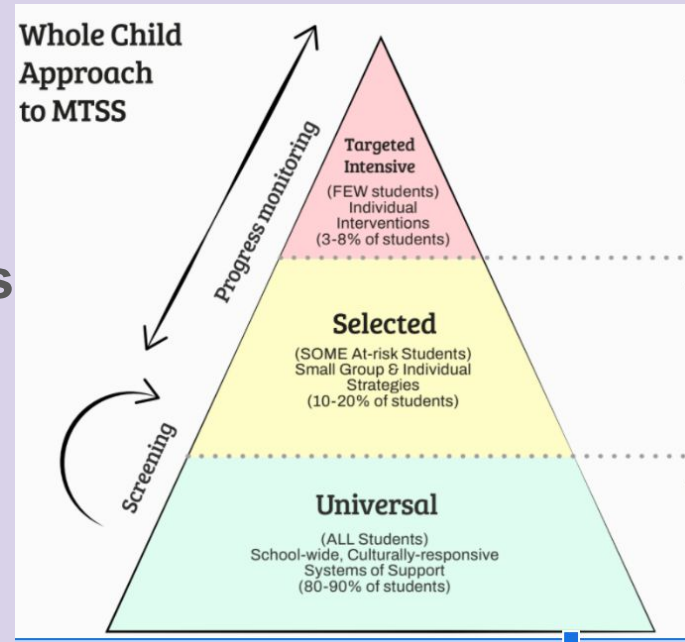 Whole Child
Approach
to MTSS
Progress monitoring
Screening
Targeted
Intensive
(FEW students)
Individual
Interventions
(3-8% of students)
Selected
(SOME At-risk Students)
Small Group & Individual
Strategies
(10-20% of students)
Universal
(ALL Students)
School-wide, Culturally-responsive
Systems of Support
(80-90% of students)
s